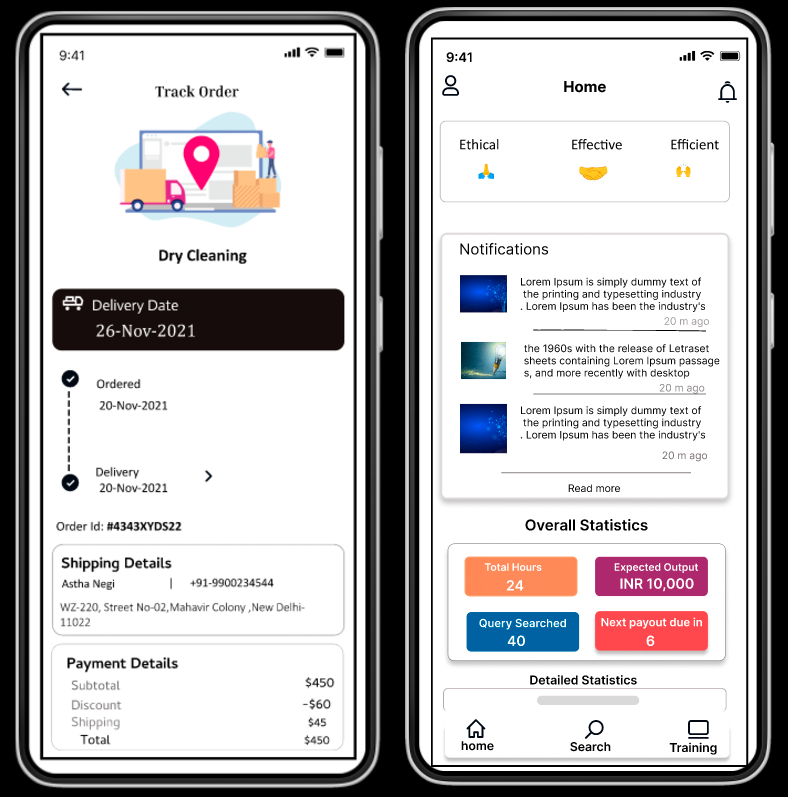 9:41
Track Order
Dry Cleaning
Delivery Date
26-Nov-2021
Ordered
20-Nov-2021
Delivery
20-Nov-2021
Order Id: #4343XYDS22
Shipping Details
Astha Negi | +91-9900234544
WZ-220, Street No-02,Mahavir Colony ,New Delhi-
11022
Payment Details
Subtotal $450
Discount -$60
Shipping $45
Total $450
9:41
Home
Ethical Effective Efficient
Notifications
Lorem Ipsum is simply dummy text of
the printing and typesetting industry
. Lorem Ipsum has been the industry's
20 m ago
the 1960s with the release of Letraset
sheets containing Lorem Ipsum passage
s, and more recently with desktop
20 m ago
Lorem Ipsum is simply dummy text of
the printing and typesetting industry
. Lorem Ipsum has been the industry's
20 m ago
Read more
Overall Statistics
Total Hours
24
Expected Output
INR 10,000
Query Searched
40
Next payout due in
6
Detailed Statistics
home Search Training